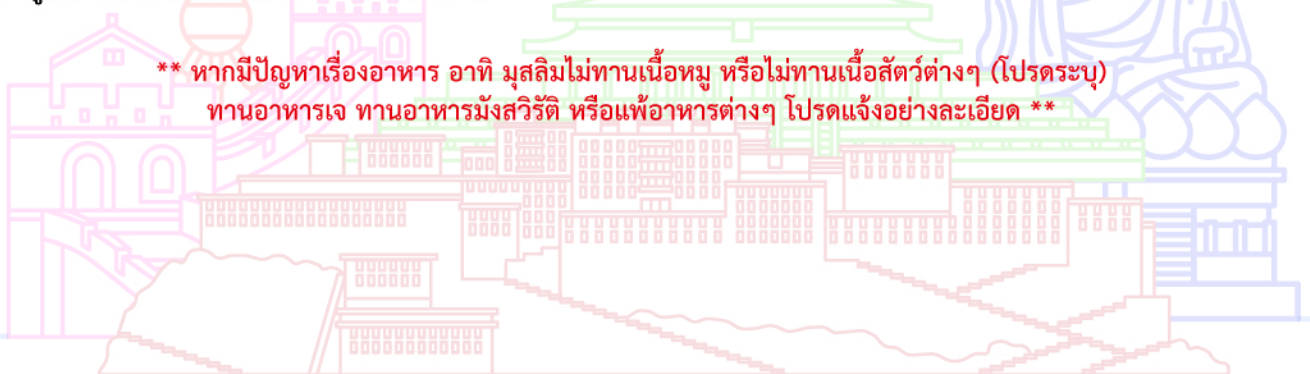 ** หากมีปัญหาเรื่องอาหาร อาทิ มุสลิมไม่ทานเนื้อหมู หรือไม่ทานเนื้อสัตว์ต่างๆ (โปรดระบุ)
ทานอาหารเจ ทานอาหารมังสวิรัติ หรือแพ้อาหารต่างๆ โปรดแจ้งอย่างละเอียด **